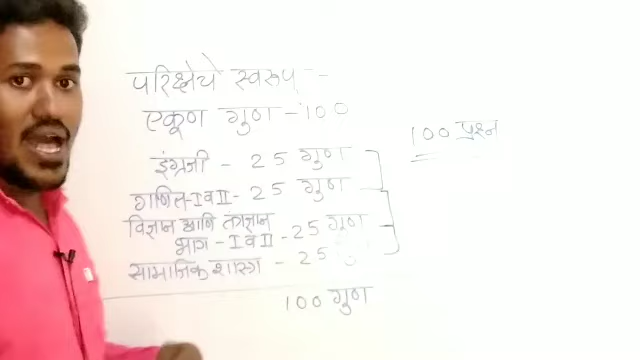 परिक्षेचे स्वरूप :-
एकूण गुण - 100
100 प्रश्न
इंग्रजी - 25 गुण
गणित-I व II - 25 गुण
विज्ञान आणि तंत्रज्ञान
भाग - I व II - 25 गुण
सामाजिक शास्त्र - 25
100 गुण